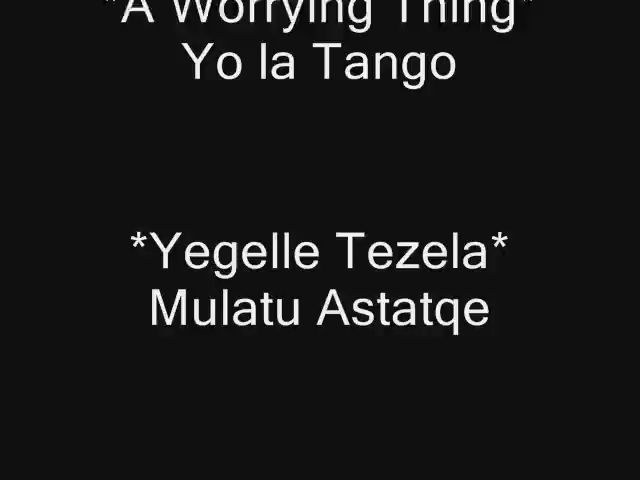 "A Worrying Thing"
Yo la Tango
*Yegelle Tezela*
Mulatu Astatqe